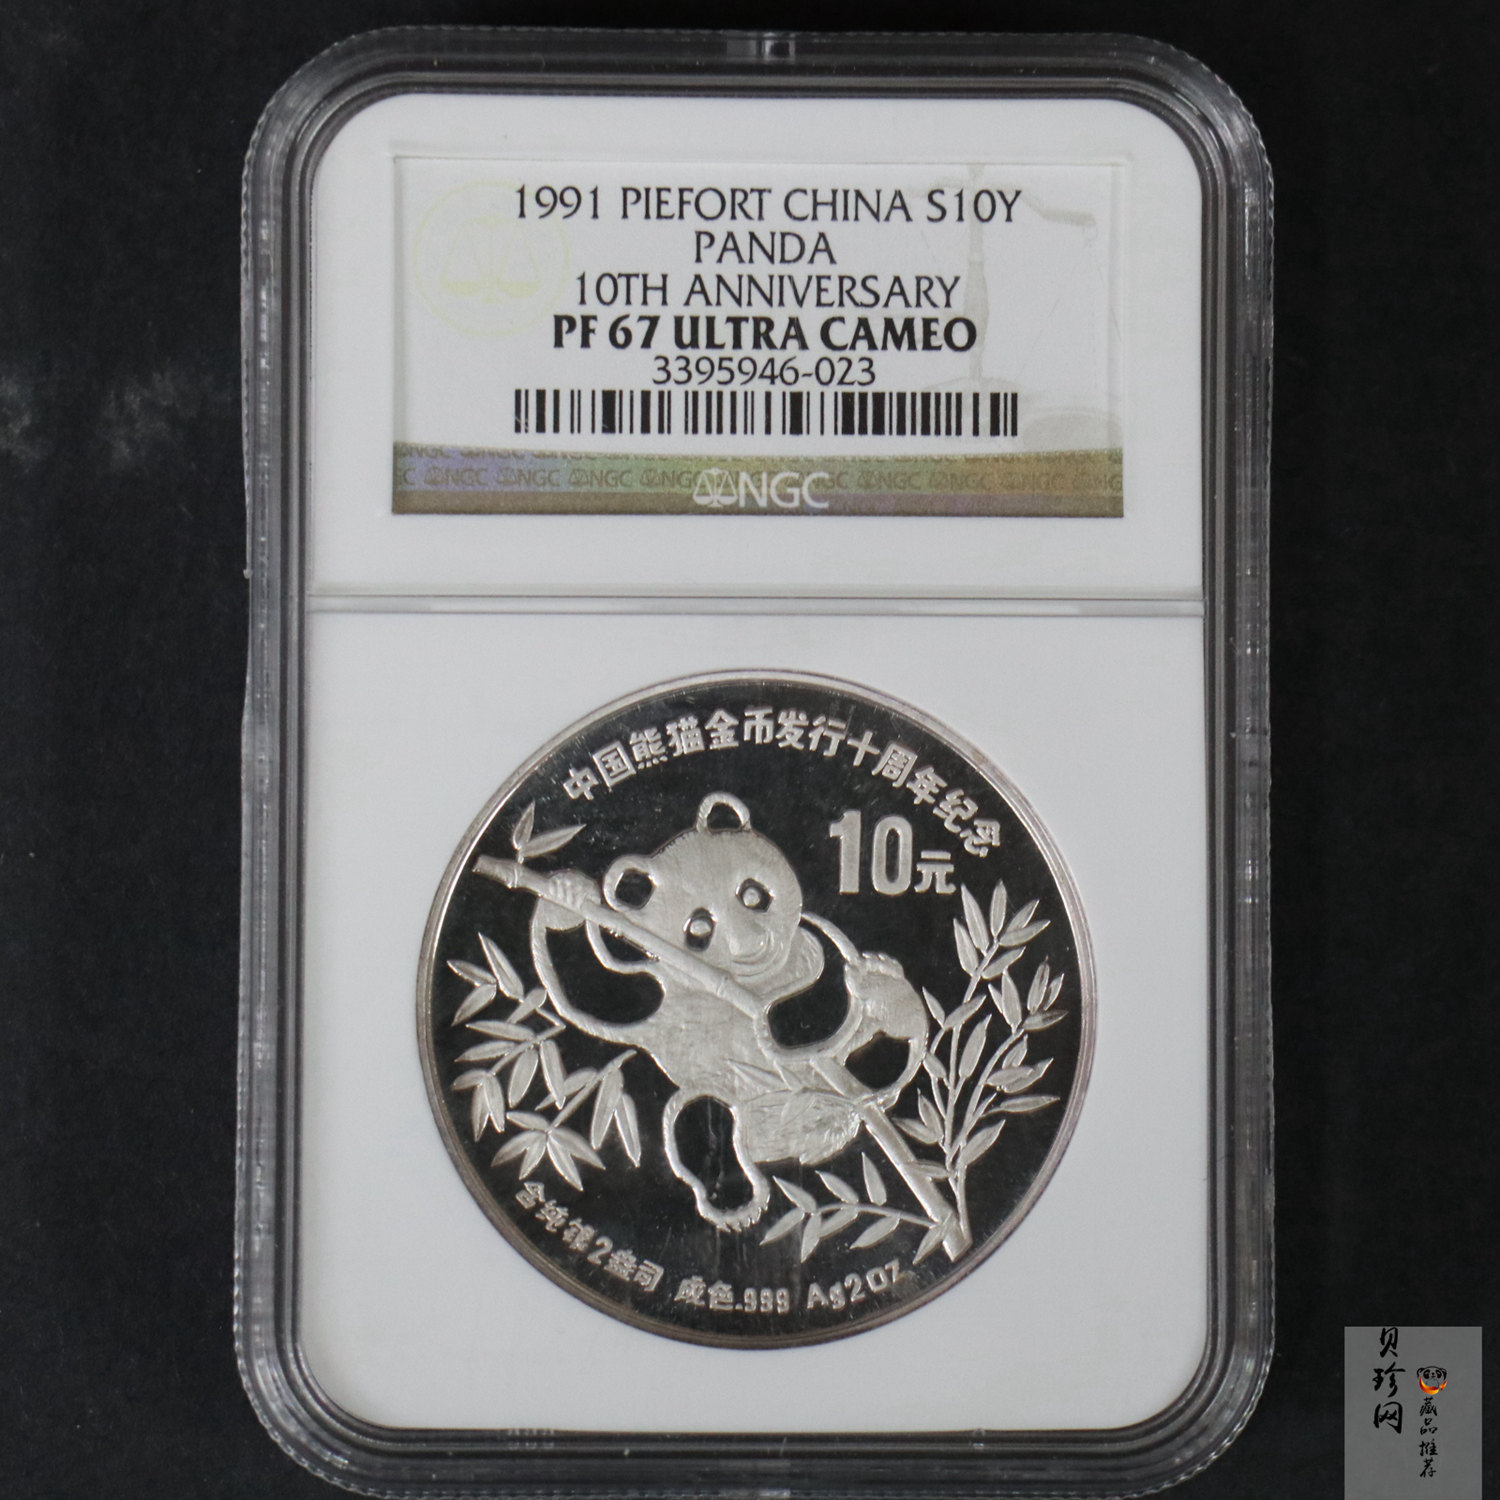 1991 PIEFORT CHINA S10Y
PANDA
10TH ANNIVERSARY
PF 67 ULTRA CAMEO
3395946-023
NGC
中国熊猫金币发行十周年纪念
10元
含纯银2盎司 成色.999 Ag2oz
贝珍网
藏品推荐